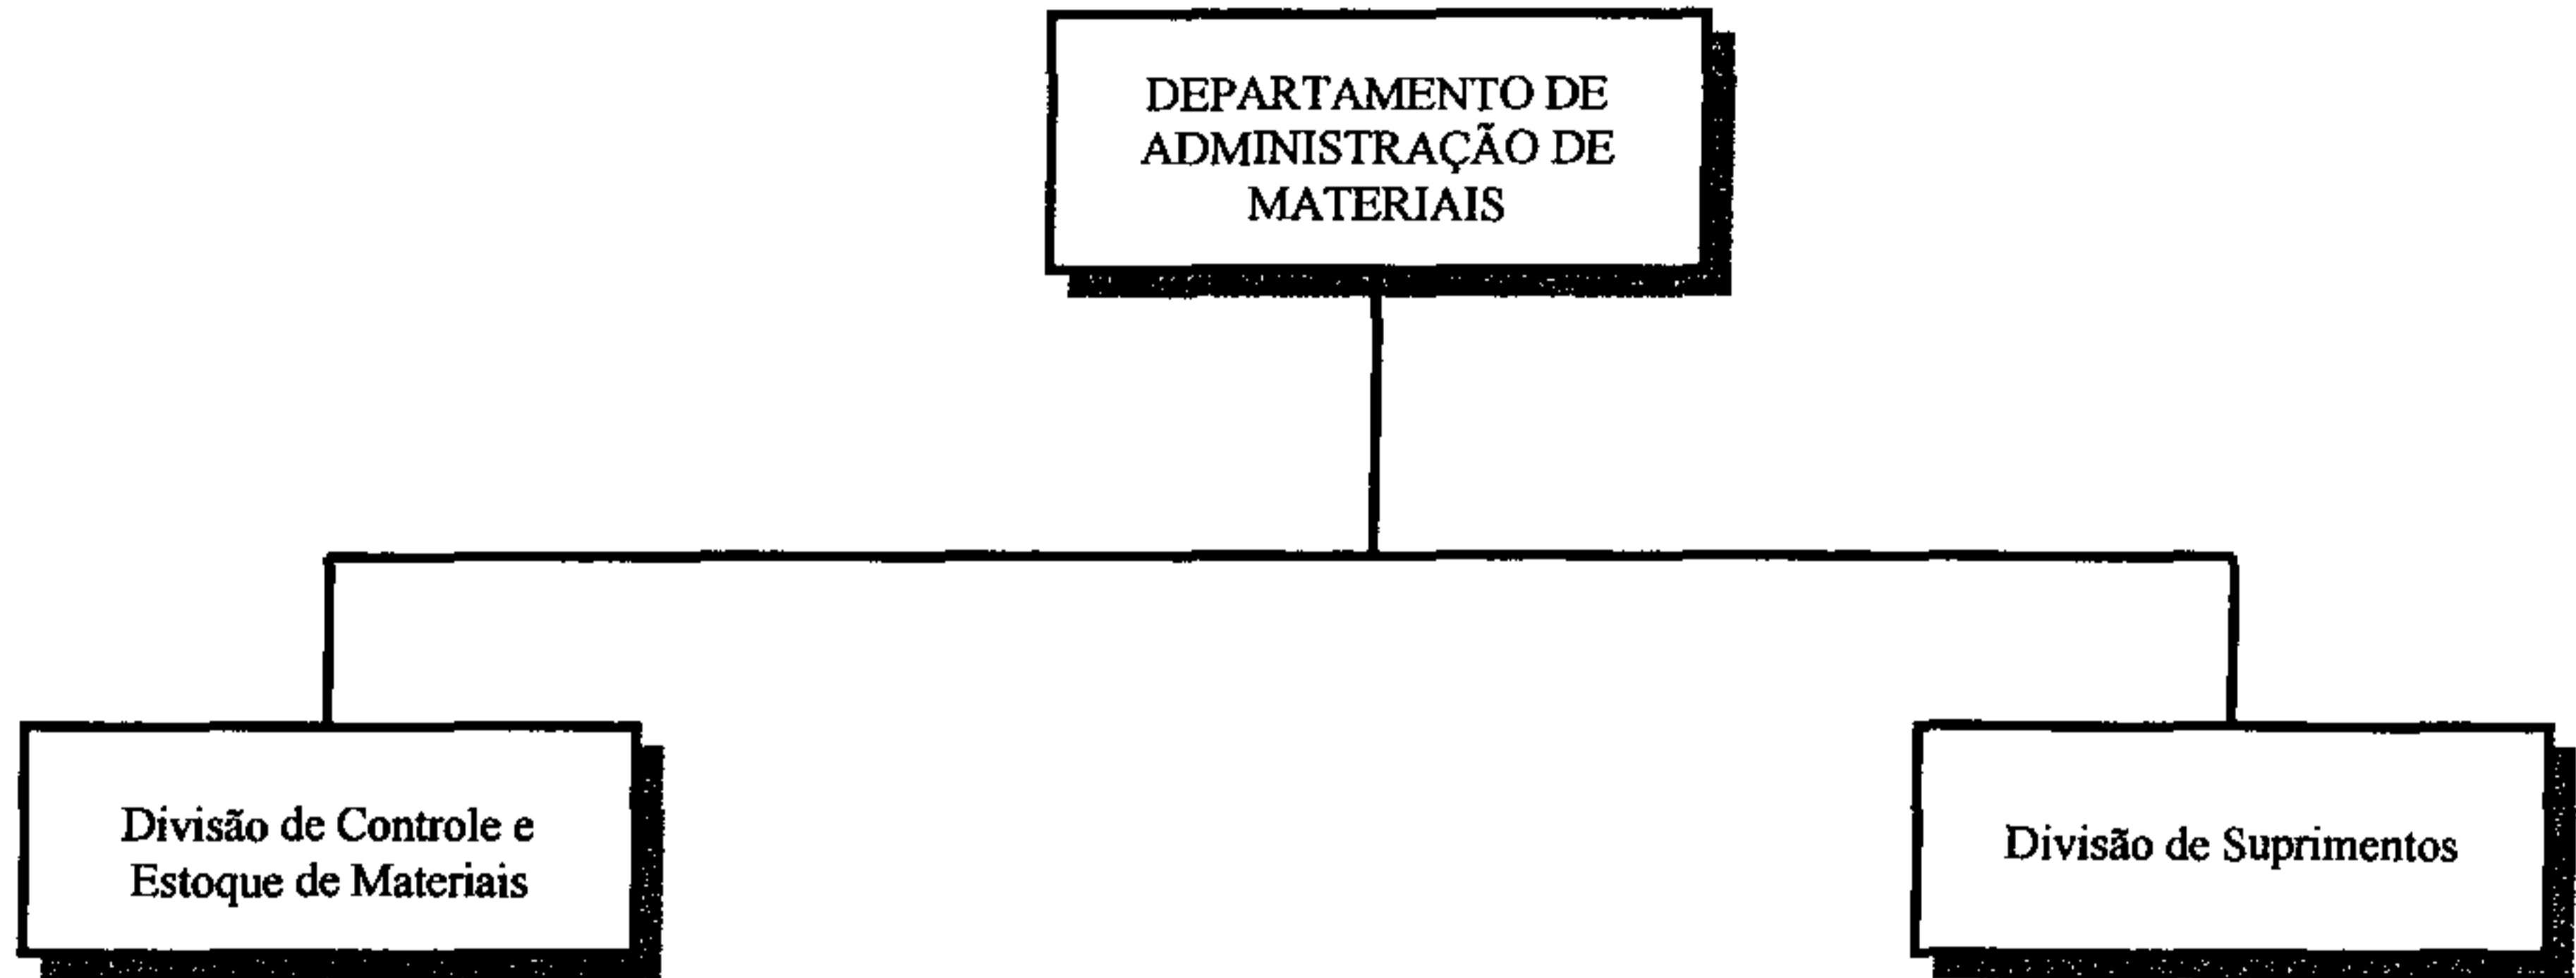 DEPARTAMENTO DE
ADMINISTRAÇÃO DE
MATERIAIS
Divisão de Controle e
Estoque de Materiais
Divisão de Suprimentos